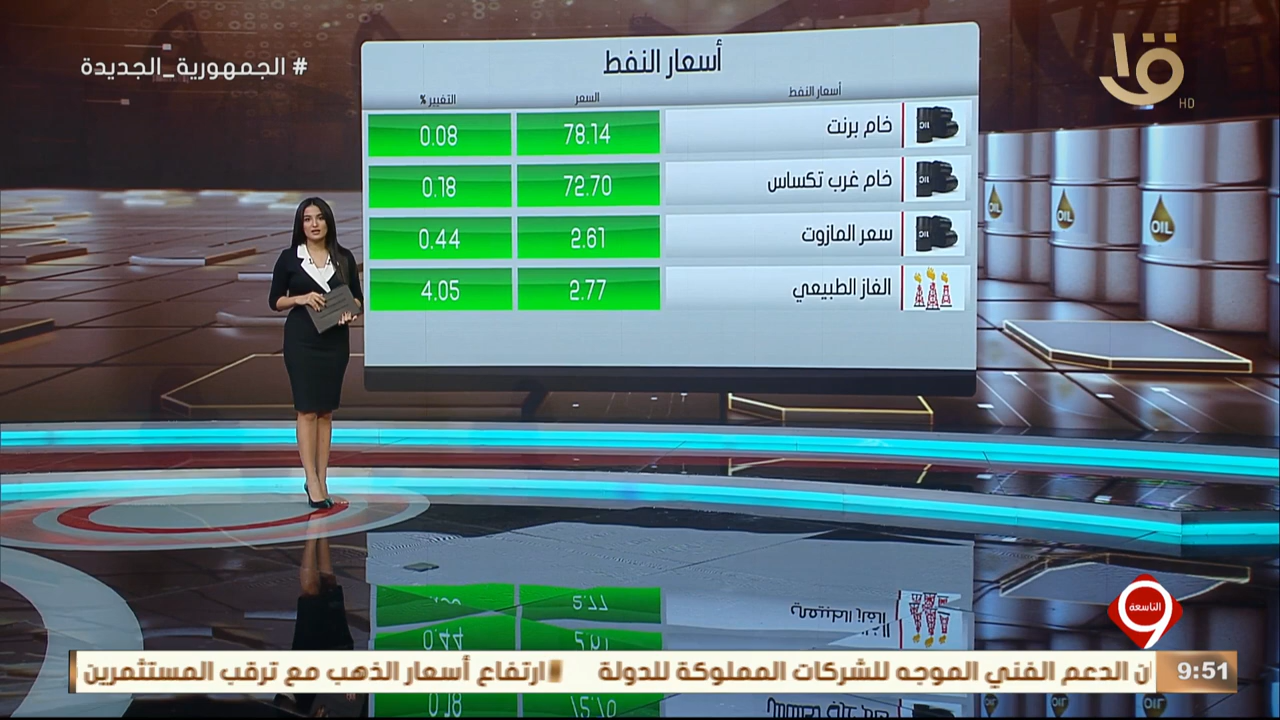 # الجمهورية_الجديدة
HD
أسعار النفط
أسعار النفط السعر التغيير %
خام برنت 78.14 0.08
خام غرب تكساس 72.70 0.18
سعر المازوت 2.61 0.44
الغاز الطبيعي 2.77 4.05
OIL
OIL
OIL
OIL
OIL
OIL
التاسعة
9
9:51 ن الدعم الفني الموجه للشركات المملوكة للدولة ارتفاع أسعار الذهب مع ترقب المستثمرين